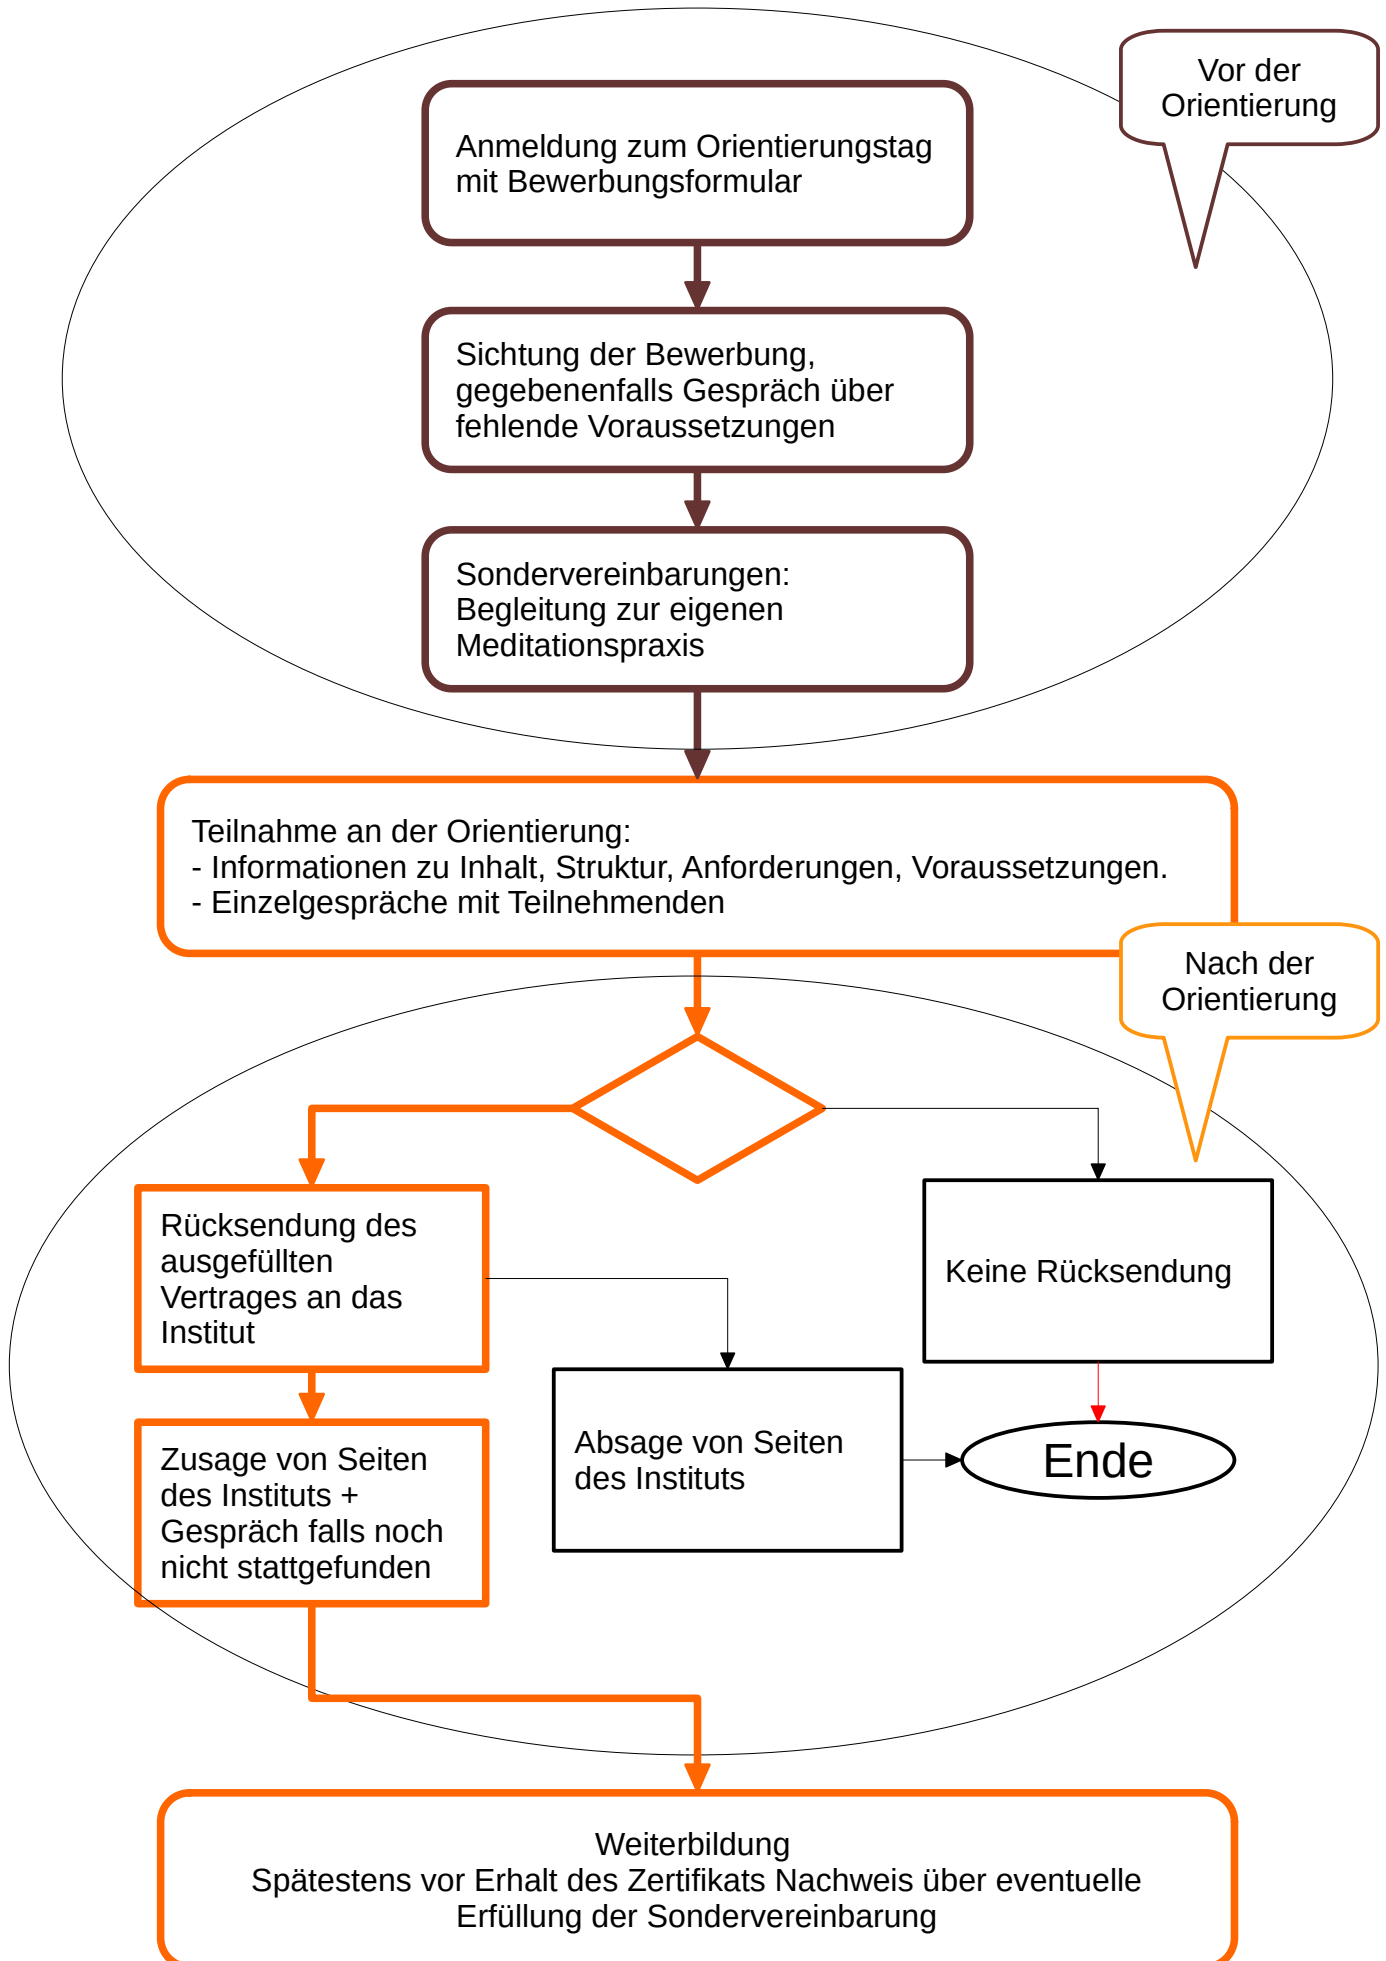 Vor der
Orientierung
Anmeldung zum Orientierungstag
mit Bewerbungsformular
Sichtung der Bewerbung,
gegebenenfalls Gespräch über
fehlende Voraussetzungen
Sondervereinbarungen:
Begleitung zur eigenen
Meditationspraxis
Teilnahme an der Orientierung:
- Informationen zu Inhalt, Struktur, Anforderungen, Voraussetzungen.
- Einzelgespräche mit Teilnehmenden
Nach der
Orientierung
Rücksendung des
ausgefüllten
Vertrages an das
Institut
Keine Rücksendung
Absage von Seiten
des Instituts
Ende
Zusage von Seiten
des Instituts +
Gespräch falls noch
nicht stattgefunden
Weiterbildung
Spätestens vor Erhalt des Zertifikats Nachweis über eventuelle
Erfüllung der Sondervereinbarung